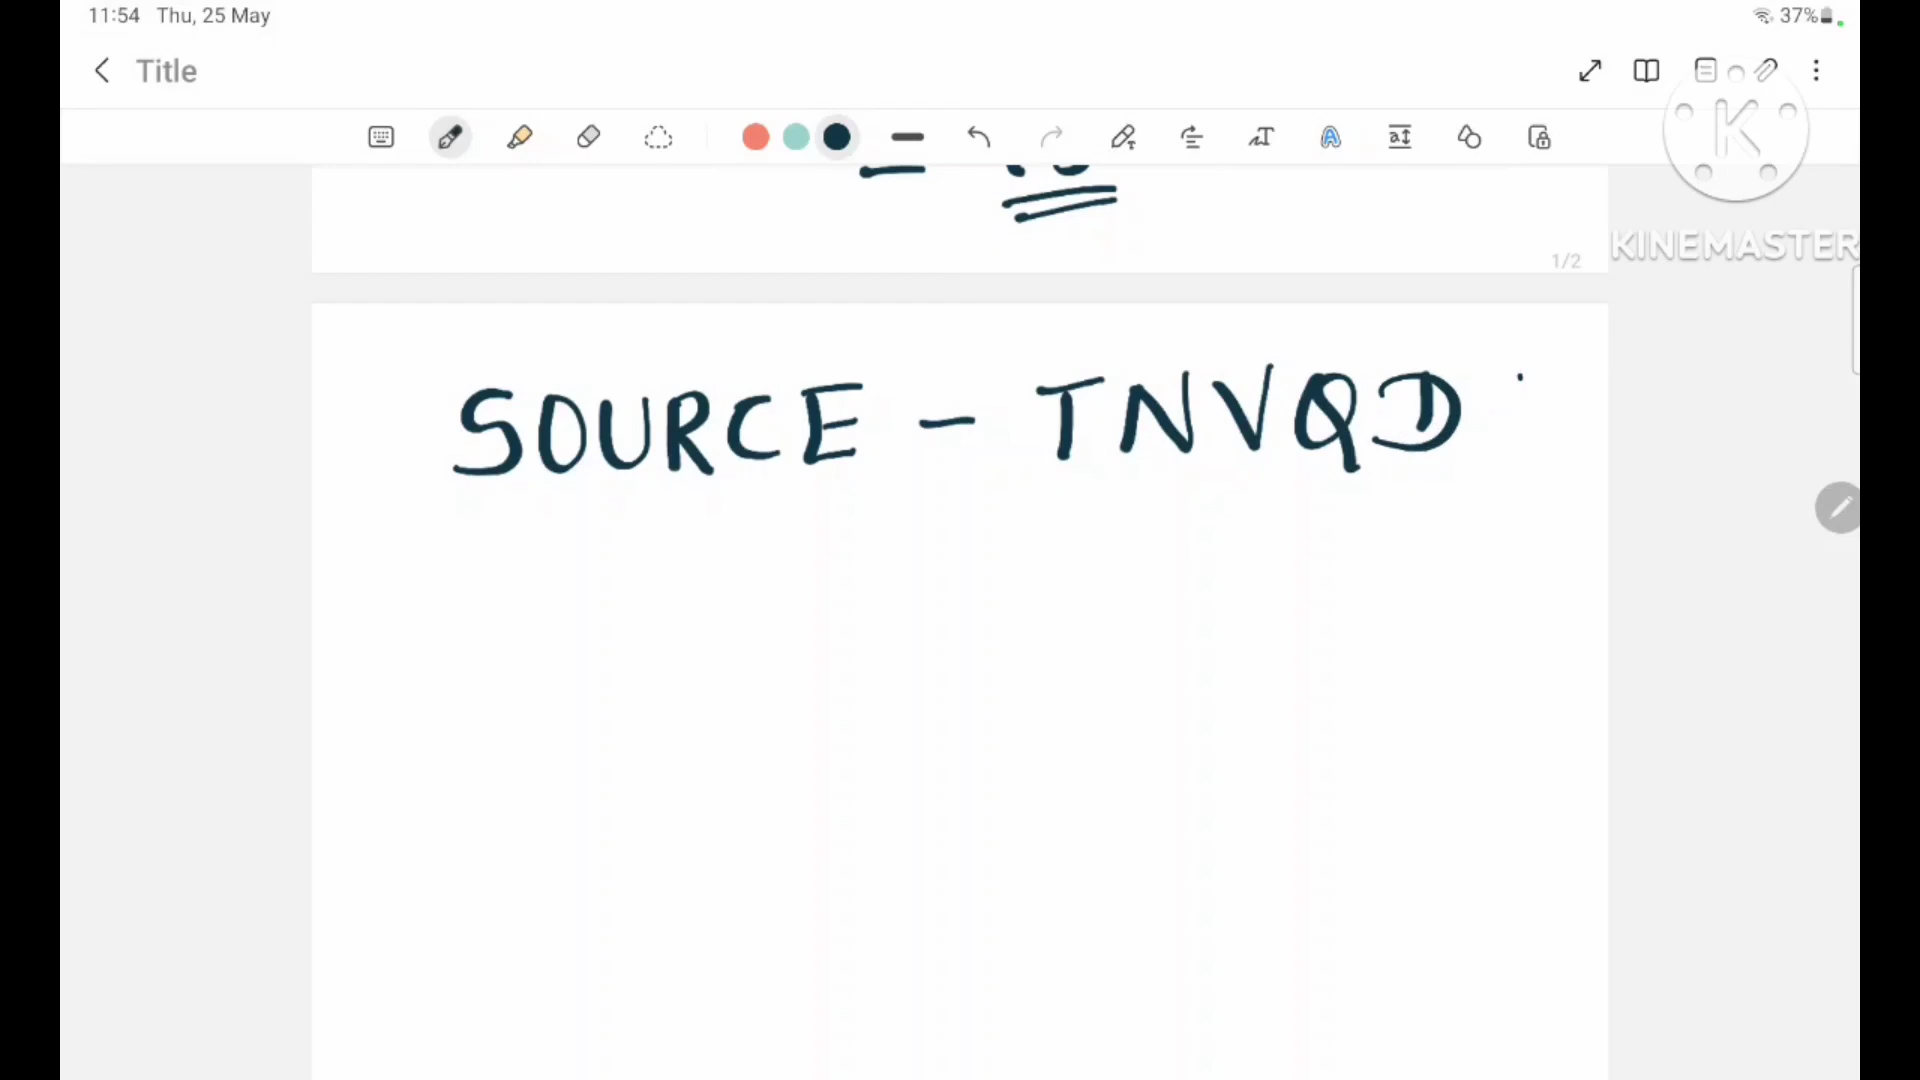 11:54 Thu, 25 May 37%
Title
KINEMASTER
1/2
SOURCE - TNVQD